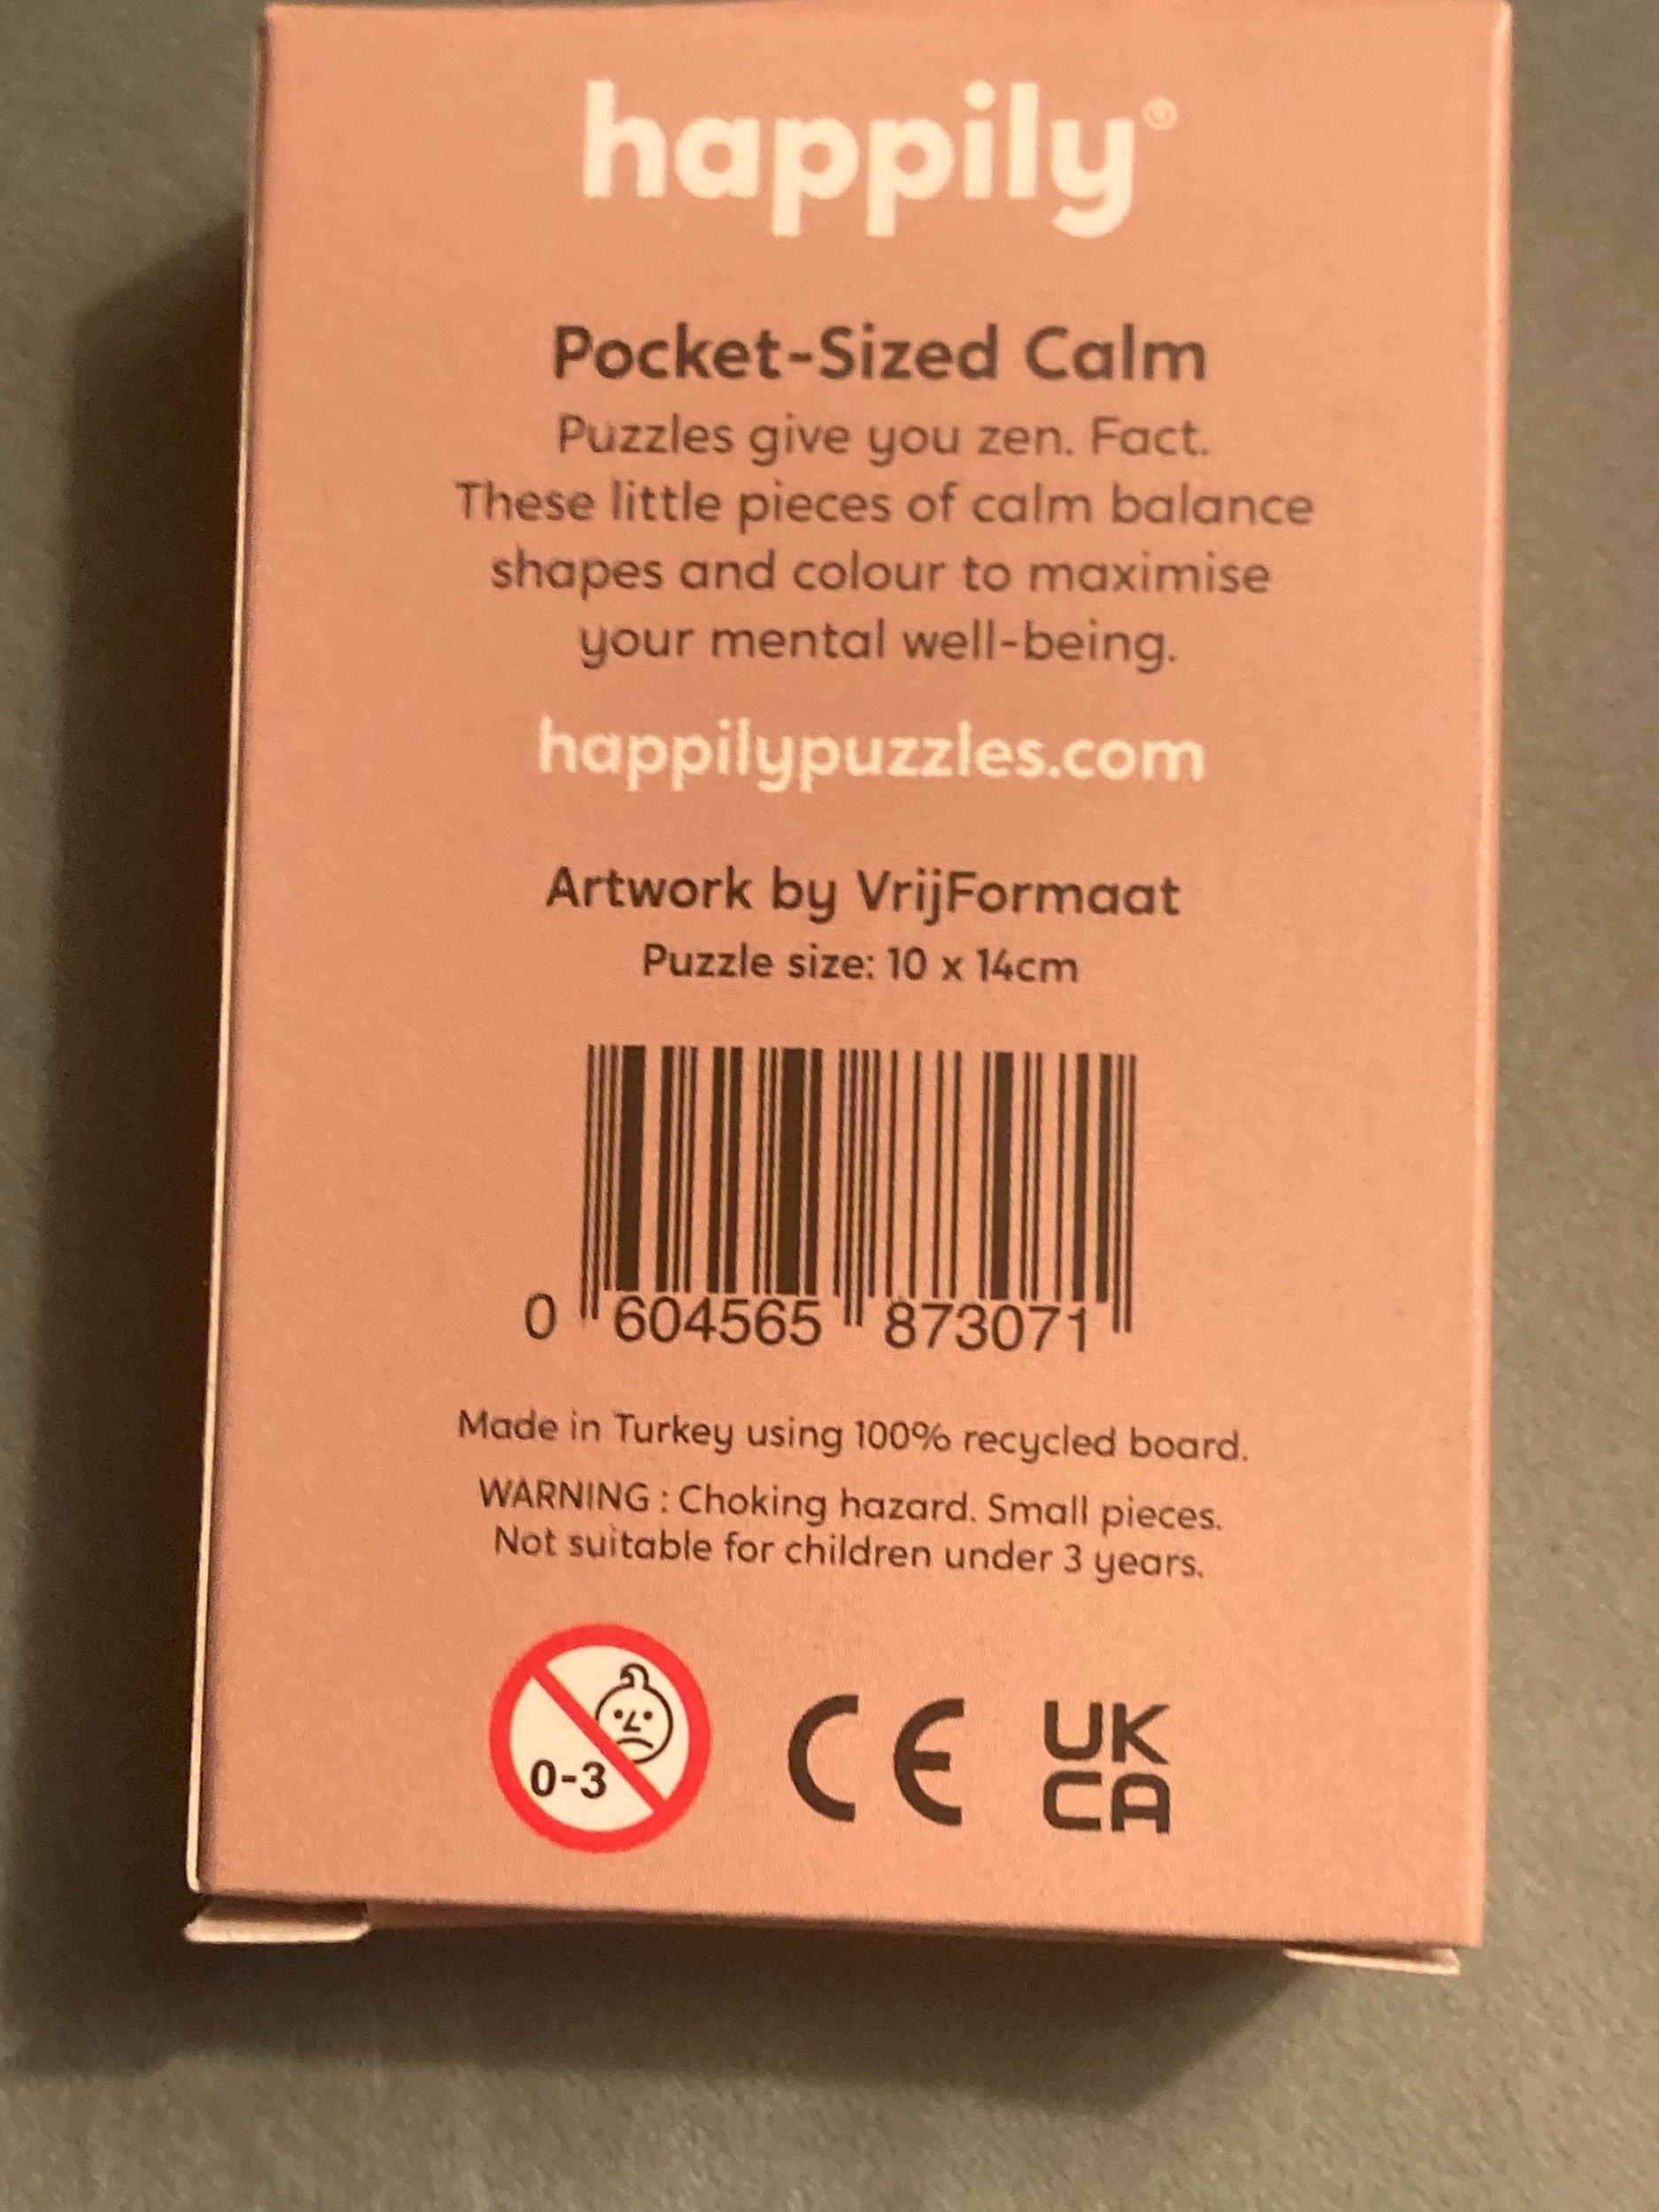 happily®
Pocket-Sized Calm
Puzzles give you zen. Fact.
These little pieces of calm balance
shapes and colour to maximise
your mental well-being.
happilypuzzles.com
Artwork by VrijFormaat
Puzzle size: 10 x 14cm
0 604565 873071
Made in Turkey using 100% recycled board.
WARNING : Choking hazard. Small pieces.
Not suitable for children under 3 years.
0-3 CE UK
CA